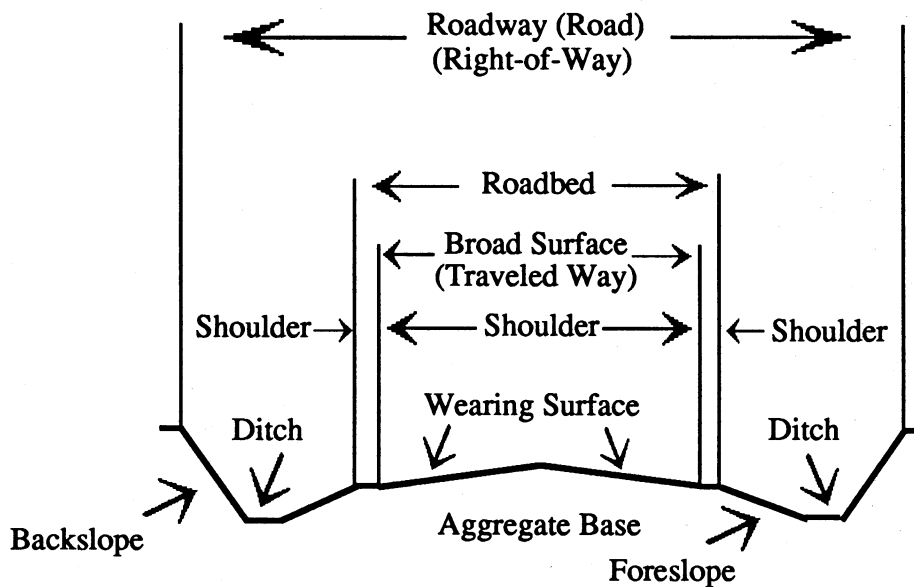 Roadway (Road)
(Right-of-Way)
Roadbed
Broad Surface
(Traveled Way)
Shoulder
Shoulder
Shoulder
Wearing Surface
Ditch
Ditch
Backslope
Aggregate Base
Foreslope